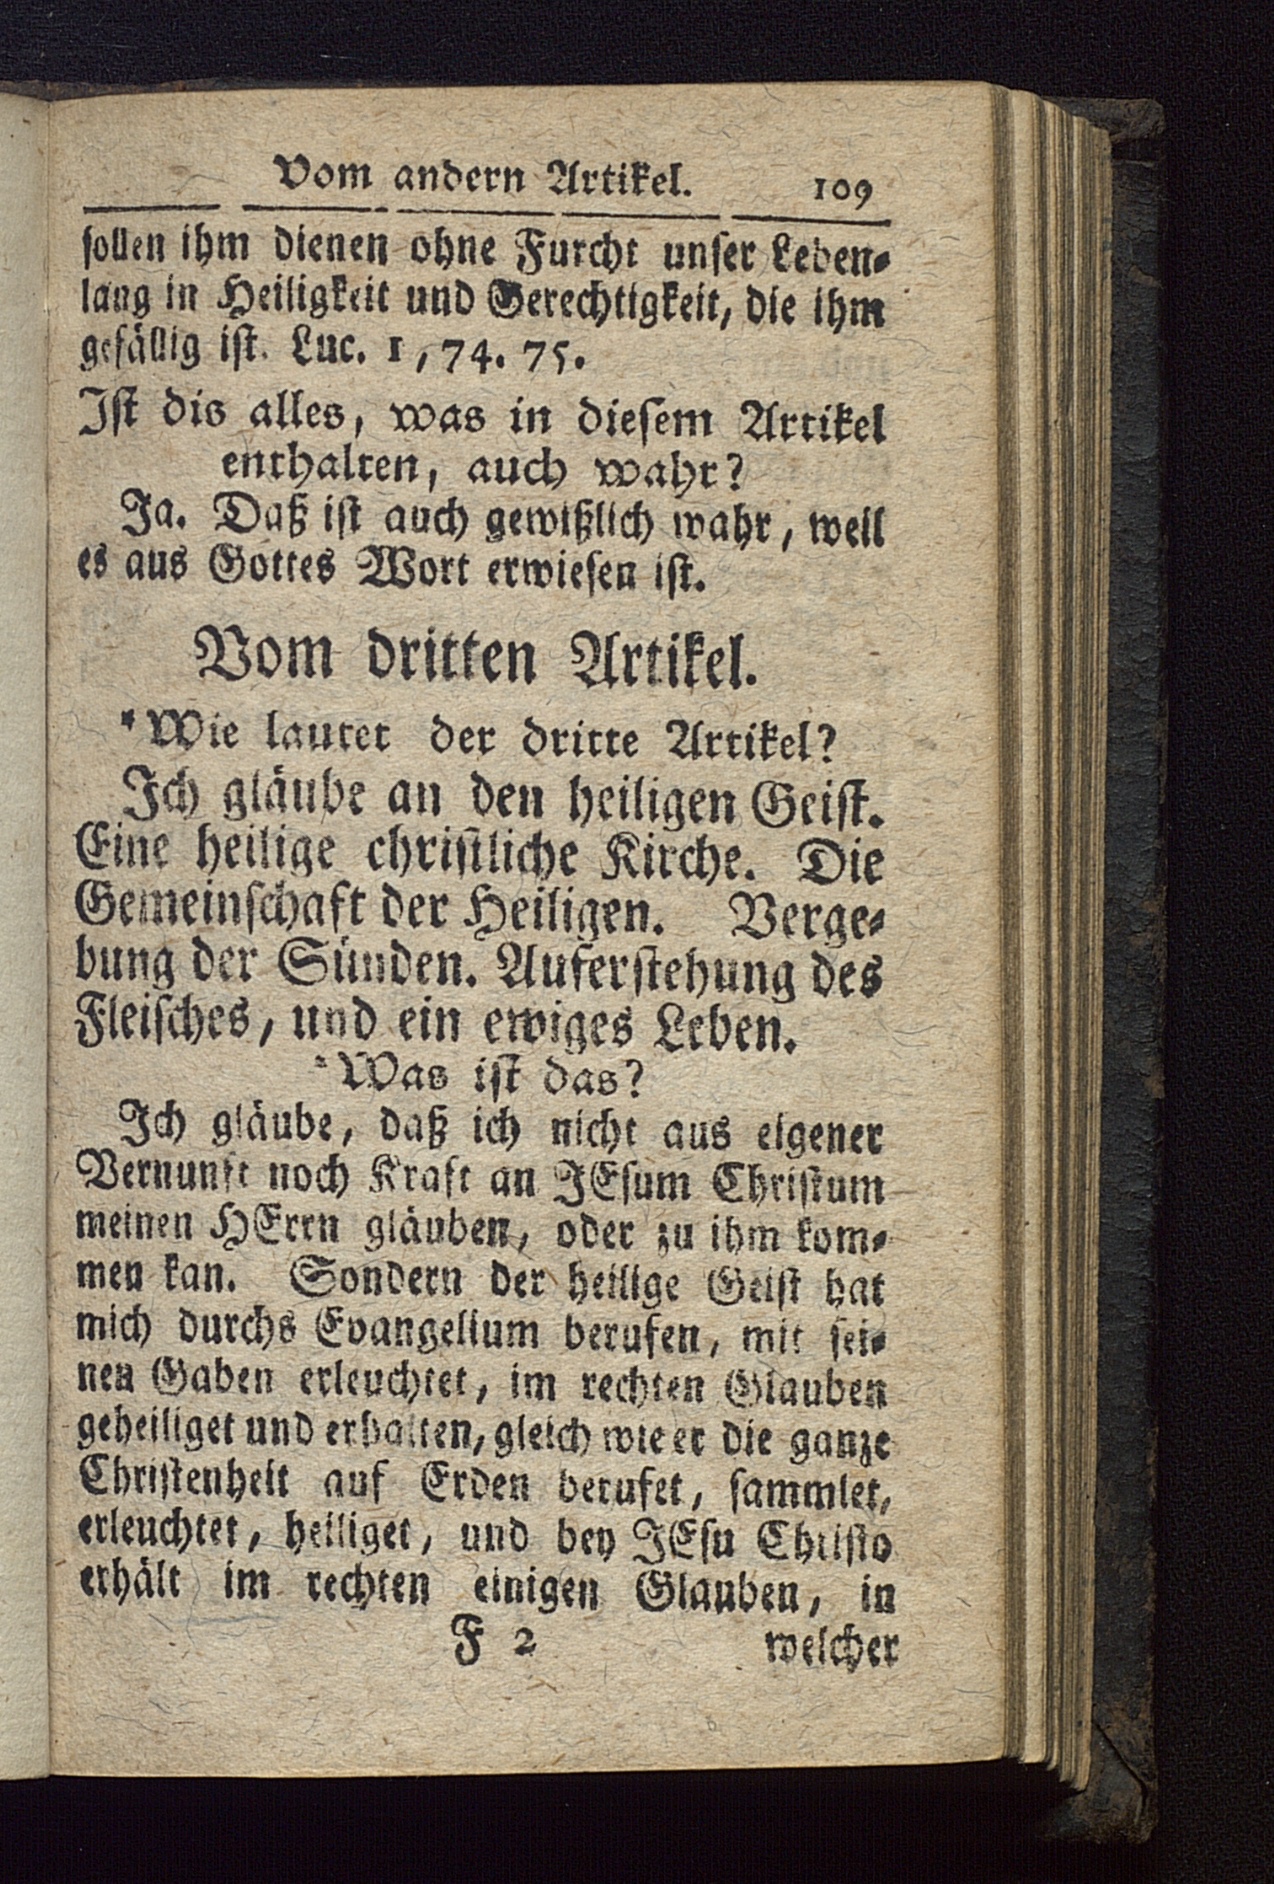 Vom andern Artikel. 109
sollen ihm dienen ohne Furcht unser Leben-
lang in Heiligkeit und Gerechtigkeit, die ihm
gefällig ist. Luc. 1, 74. 75.
Ist dis alles, was in diesem Artikel
enthalten, auch wahr?
Ja. Daß ist auch gewißlich wahr, weil
es aus Gottes Wort erwiesen ist.
Vom dritten Artikel.
*Wie lautet der dritte Artikel?
Ich gläube an den heiligen Geist.
Eine heilige christliche Kirche. Die
Gemeinschaft der Heiligen. Verge-
bung der Sünden. Auferstehung des
Fleisches, und ein ewiges Leben.
*Was ist das?
Ich gläube, daß ich nicht aus eigener
Vernunft noch Kraft an JEsum Christum
meinen HErrn gläuben, oder zu ihm kom-
men kan. Sondern der heilige Geist hat
mich durchs Evangelium berufen, mit sei-
nen Gaben erleuchtet, im rechten Glauben
geheiliget und erhalten, gleich wie er die ganze
Christenheit auf Erden berufet, sammlet,
erleuchtet, heiliget, und bey JEsu Christo
erhält im rechten einigen Glauben, in
F 2 welcher